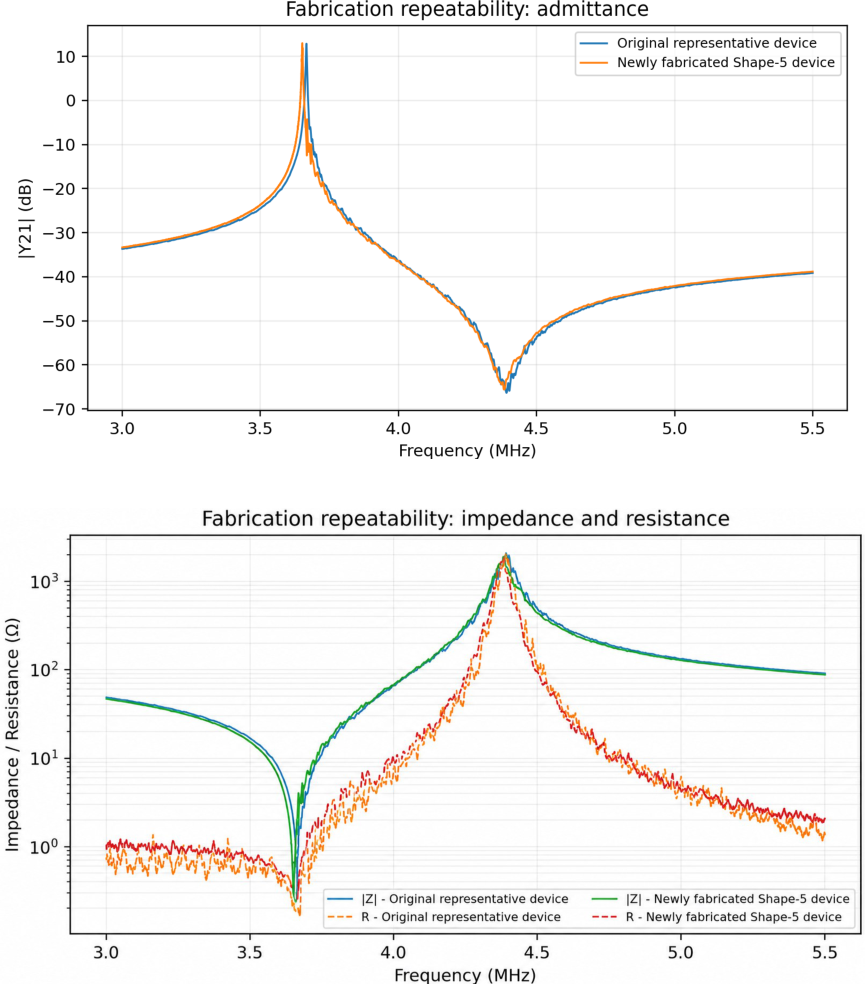 Fabrication repeatability: admittance
Original representative device
Newly fabricated Shape-5 device
|Y21| (dB)
10
0
−10
−20
−30
−40
−50
−60
−70
3.0 3.5 4.0 4.5 5.0 5.5
Frequency (MHz)
Fabrication repeatability: impedance and resistance
Impedance / Resistance (Ω)
10³
10²
10¹
10⁰
|Z| - Original representative device |Z| - Newly fabricated Shape-5 device
R - Original representative device R - Newly fabricated Shape-5 device
3.0 3.5 4.0 4.5 5.0 5.5
Frequency (MHz)